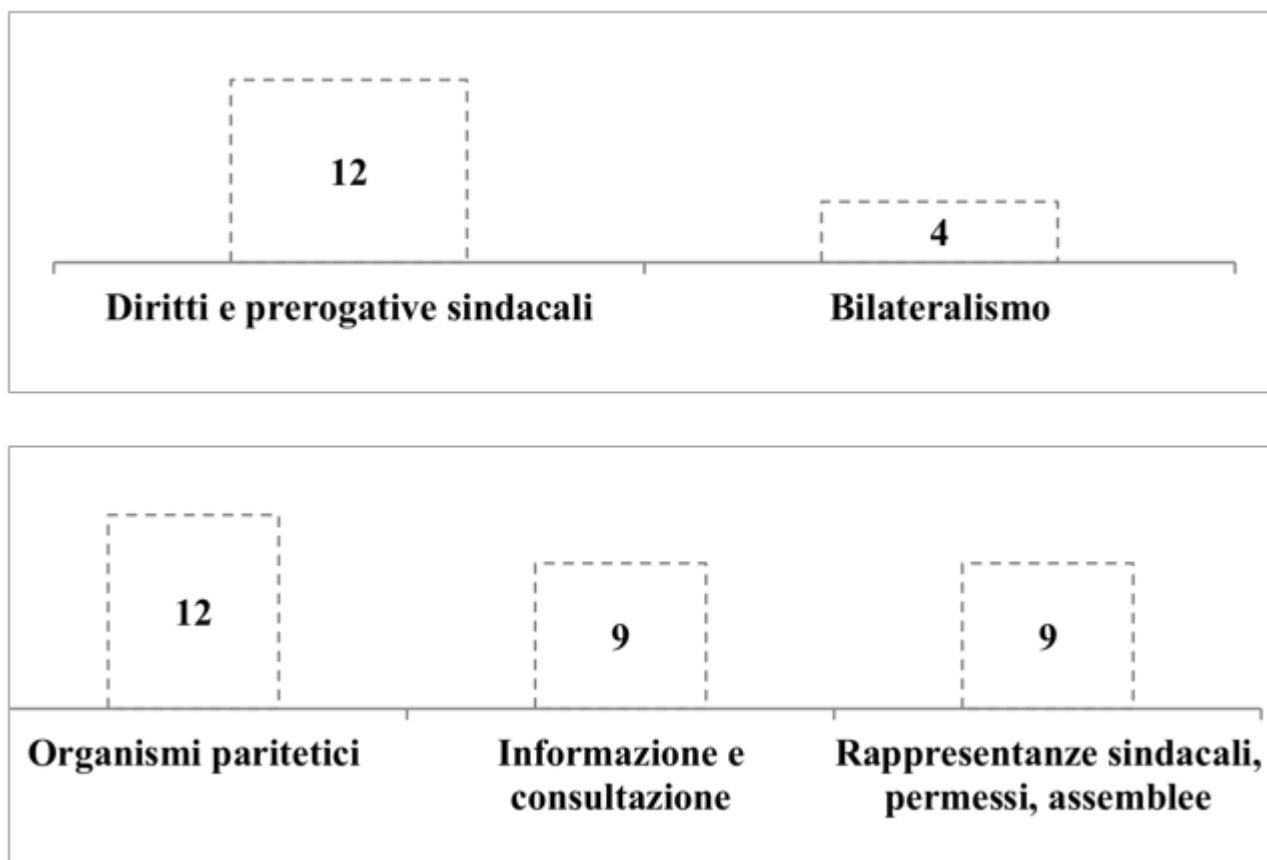 12
4
Diritti e prerogative sindacali
Bilateralismo
12
9
9
Organismi paritetici
Informazione e
consultazione
Rappresentanze sindacali,
permessi, assemblee